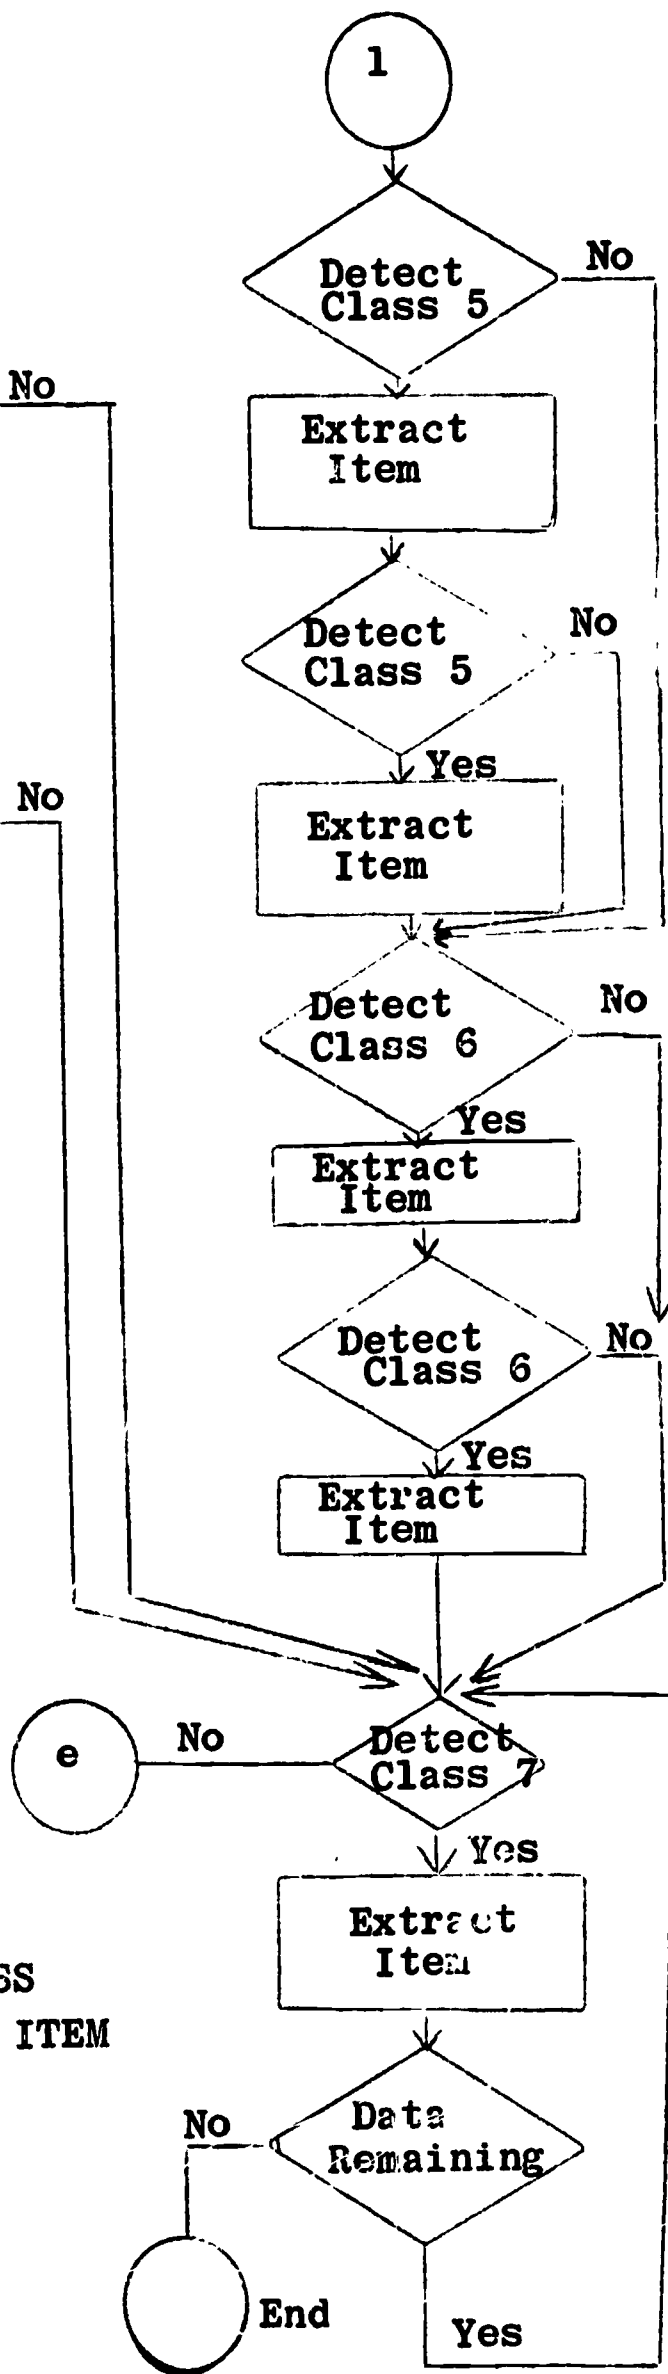 1
Detect
Class 5
No
No
Extract
Item
Detect
Class 5
No
Yes
No
Extract
Item
Detect
Class 6
No
Yes
Extract
Item
Detect
Class 6
No
Yes
Extract
Item
e
No
Detect
Class 7
Yes
Extract
Item
ITEM
Data
Remaining
No
End
Yes